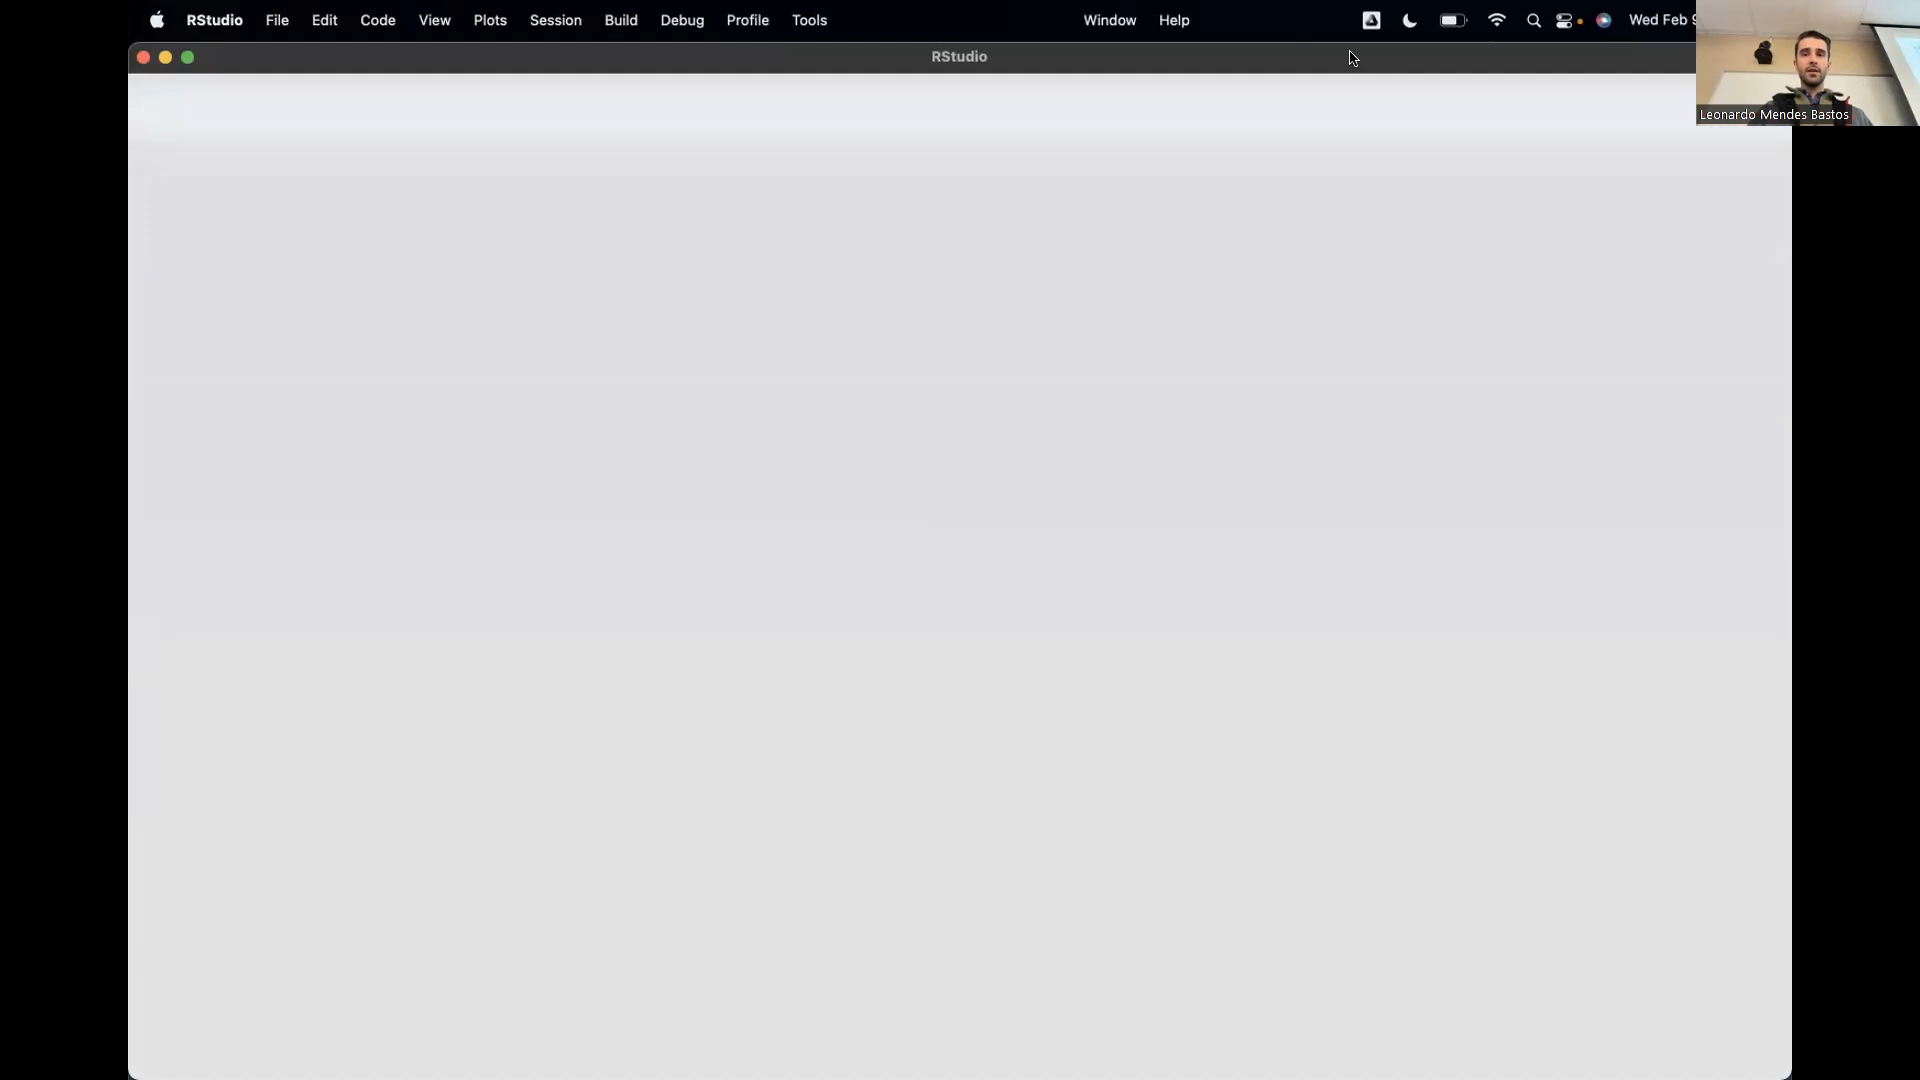 RStudio File Edit Code View Plots Session Build Debug Profile Tools Window Help Wed Feb 9
RStudio
Leonardo Mendes Bastos